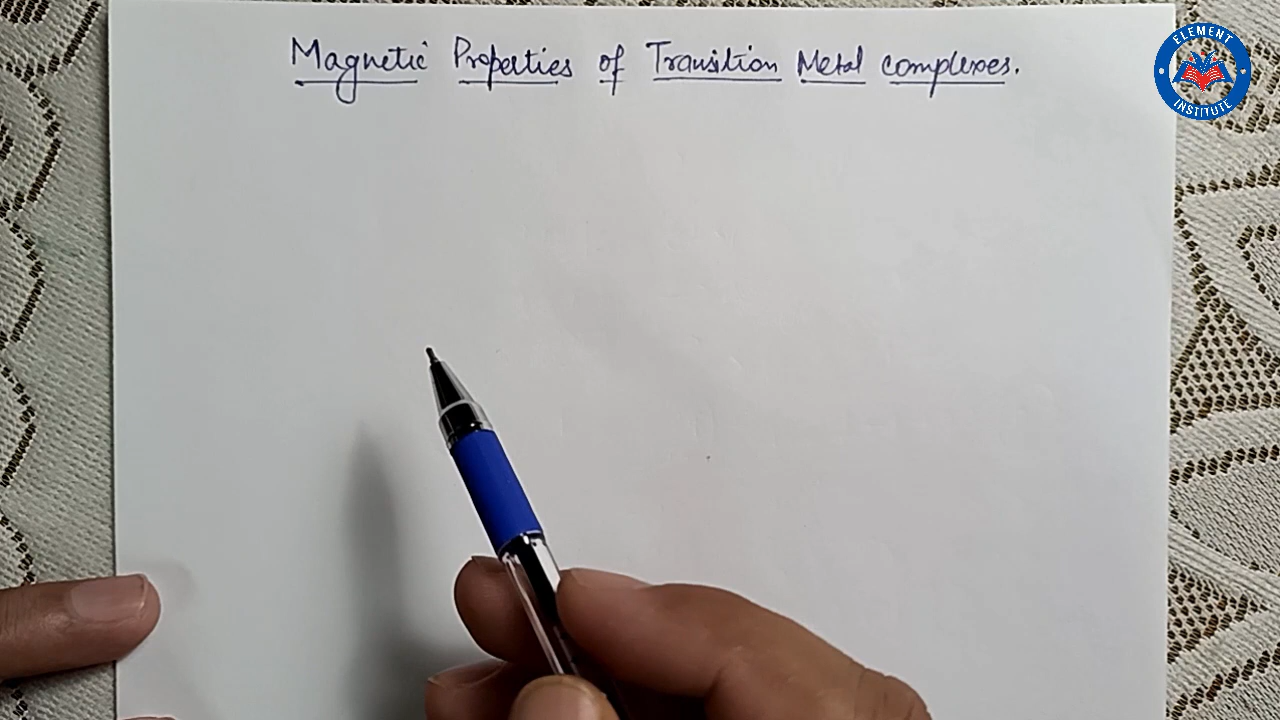 Magnetic Properties of Transition Metal complexes.
ELEMENT
INSTITUTE